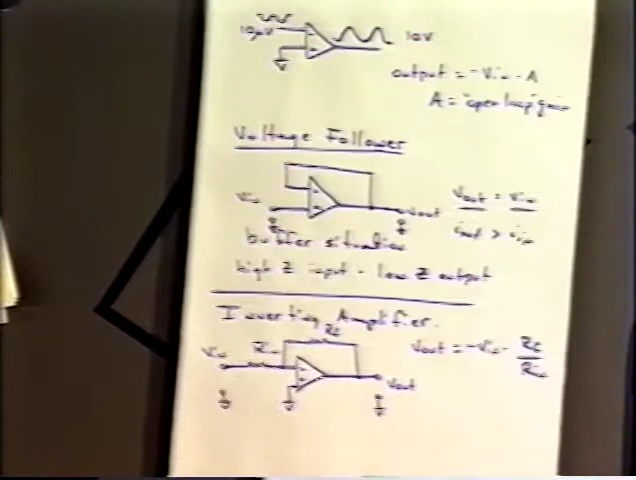 10µV 10V
output = -Vin · A
A = "open loop" gain
Voltage Follower
Vin Vout Vout = Vin
iout > iin
buffer situation
high Z input - low Z output
Inverting Amplifier.
Rf
Vin Rin Vout = -Vin · Rf / Rin
Vout